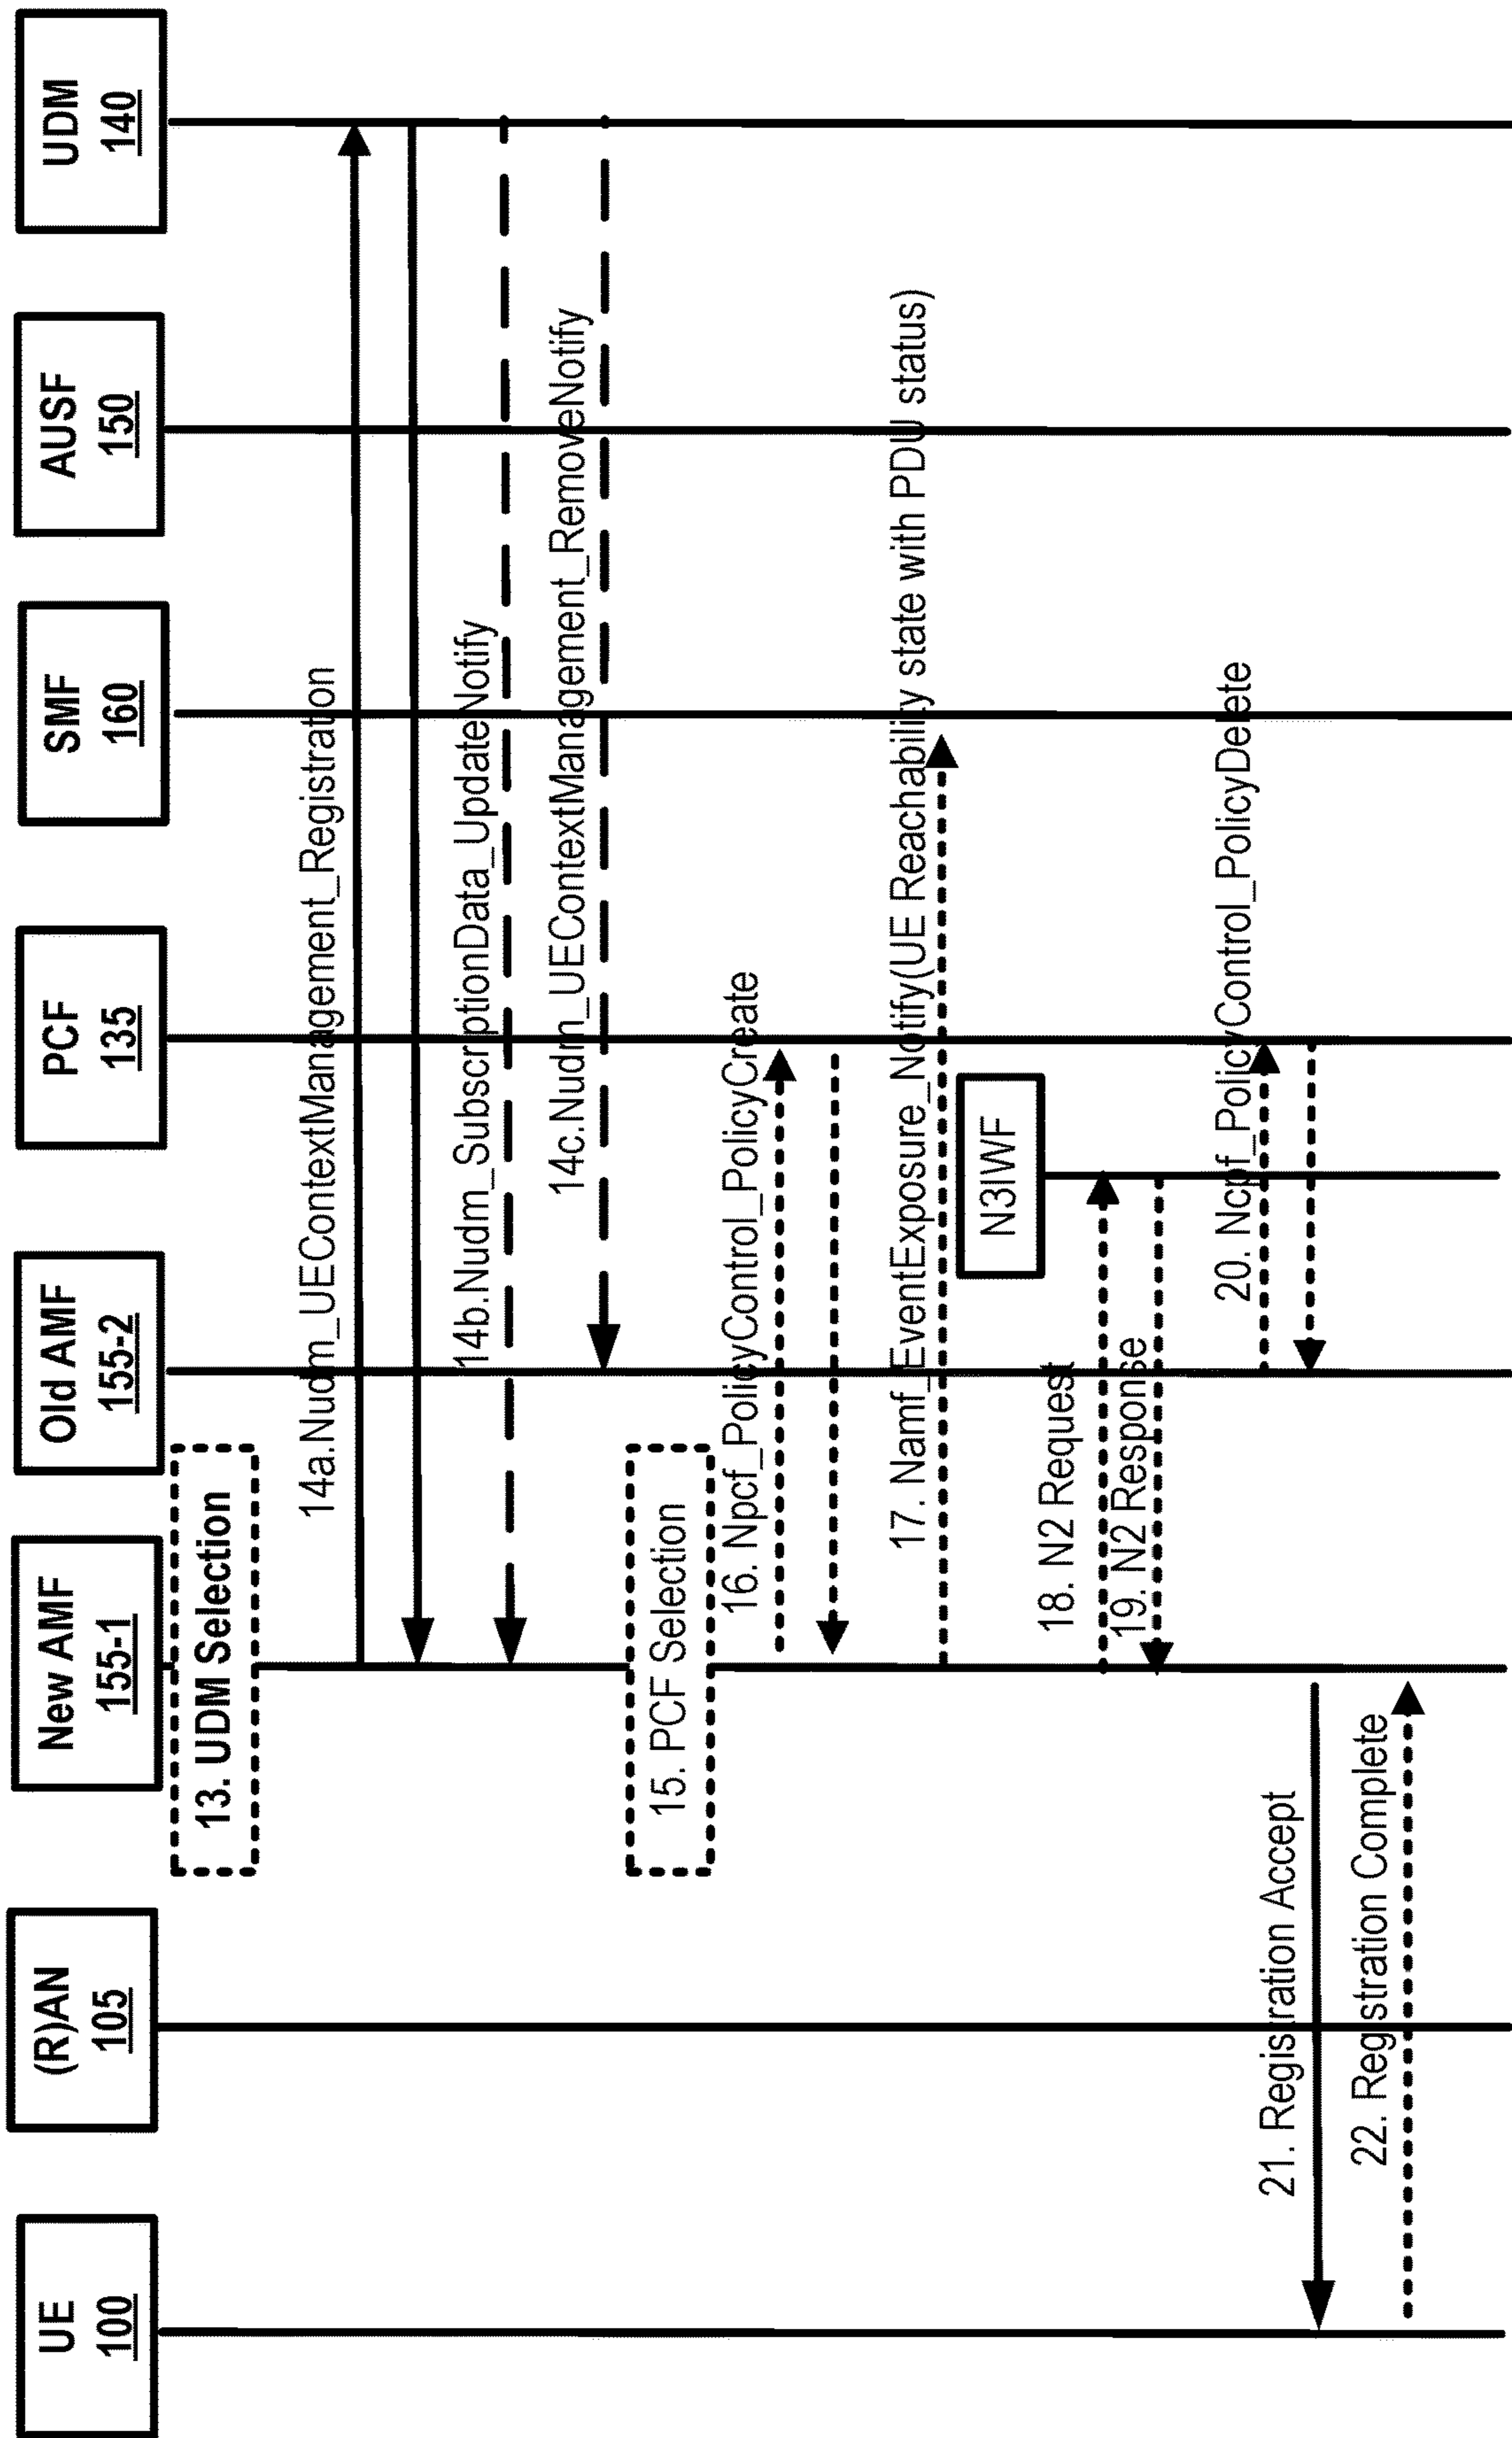 UE
100
(R)AN
105
New AMF
155-1
Old AMF
155-2
PCF
135
SMF
160
AUSF
150
UDM
140
13. UDM Selection
14a.Nudm_UEContextManagement_Registration
14b.Nudm_SubscriptionData_UpdateNotify
14c.Nudm_UEContextManagement_RemoveNotify
15. PCF Selection
16. Npcf_PolicyControl_PolicyCreate
17. Namf_EventExposure_Notify(UE Reachability state with PDU status)
N3IWF
18. N2 Request
19. N2 Response
20. Ncpf_PolicyControl_PolicyDelete
21. Registration Accept
22. Registration Complete